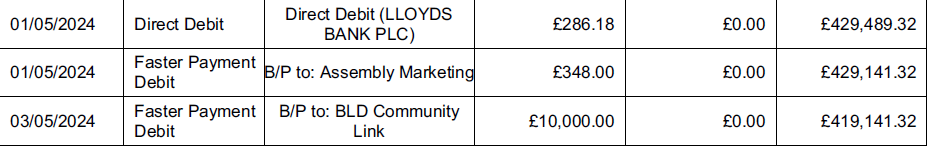 01/05/2024 Direct Debit Direct Debit (LLOYDS BANK PLC) £286.18 £0.00 £429,489.32
01/05/2024 Faster Payment Debit B/P to: Assembly Marketing £348.00 £0.00 £429,141.32
03/05/2024 Faster Payment Debit B/P to: BLD Community Link £10,000.00 £0.00 £419,141.32